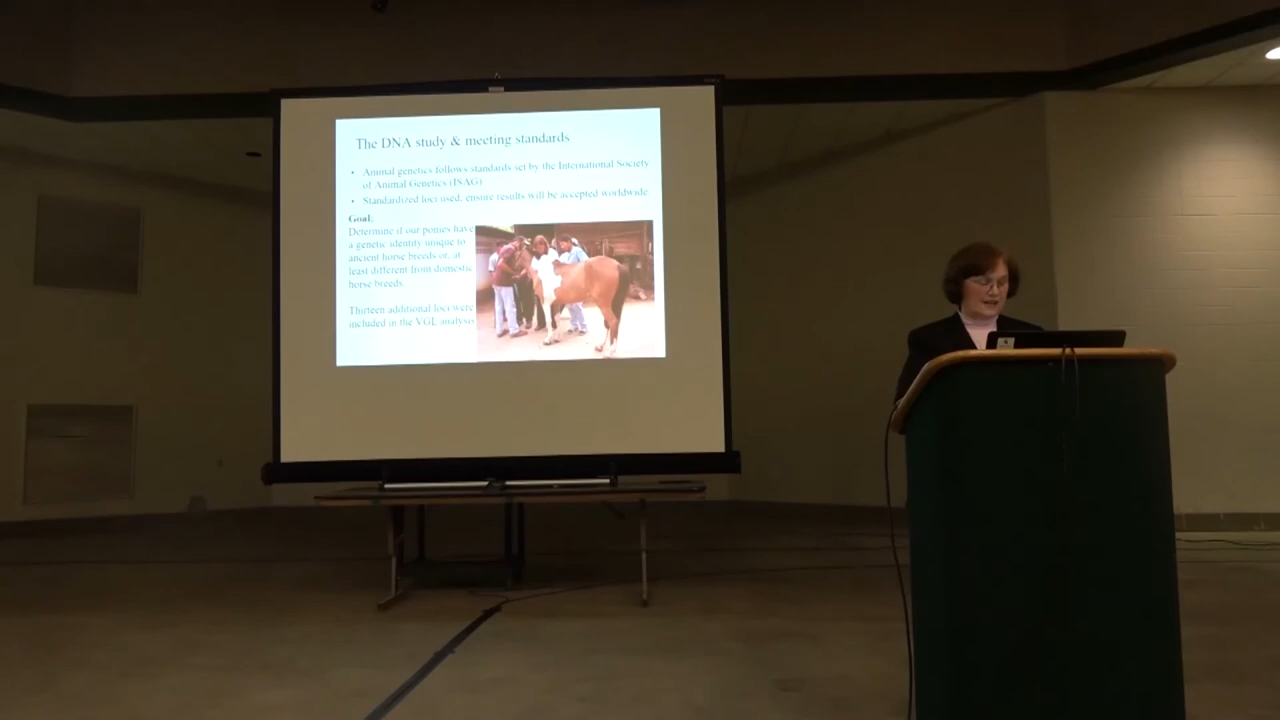 The DNA study & meeting standards
• Animal genetics follows standards set by the International Society
of Animal Genetics (ISAG)
• Standardized loci used, ensure results will be accepted worldwide.
Goal:
Determine if our ponies have
a genetic identity unique to
ancient horse breeds or, at
least different from domestic
horse breeds.
Thirteen additional loci were
included in the VGL analysis